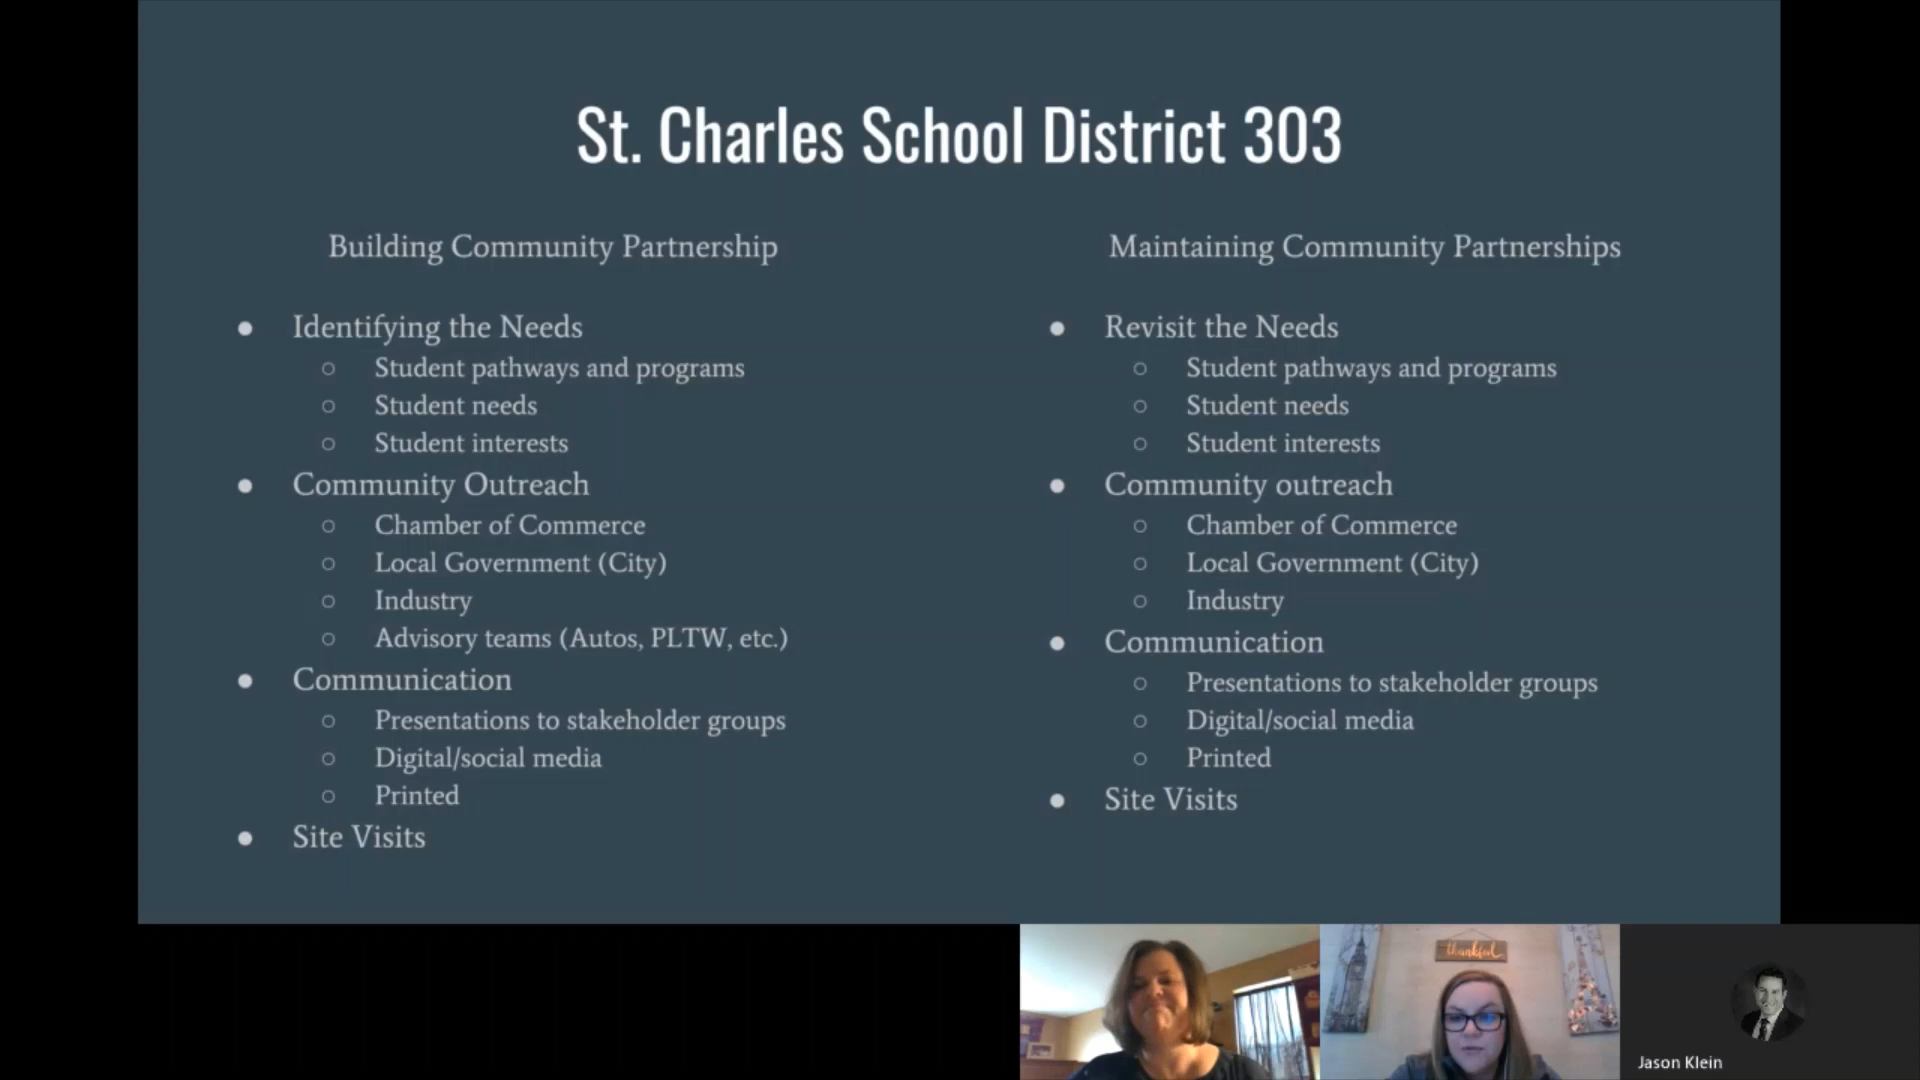 St. Charles School District 303
Building Community Partnership
● Identifying the Needs
○ Student pathways and programs
○ Student needs
○ Student interests
● Community Outreach
○ Chamber of Commerce
○ Local Government (City)
○ Industry
○ Advisory teams (Autos, PLTW, etc.)
● Communication
○ Presentations to stakeholder groups
○ Digital/social media
○ Printed
● Site Visits
Maintaining Community Partnerships
● Revisit the Needs
○ Student pathways and programs
○ Student needs
○ Student interests
● Community outreach
○ Chamber of Commerce
○ Local Government (City)
○ Industry
● Communication
○ Presentations to stakeholder groups
○ Digital/social media
○ Printed
● Site Visits
thankful
Jason Klein